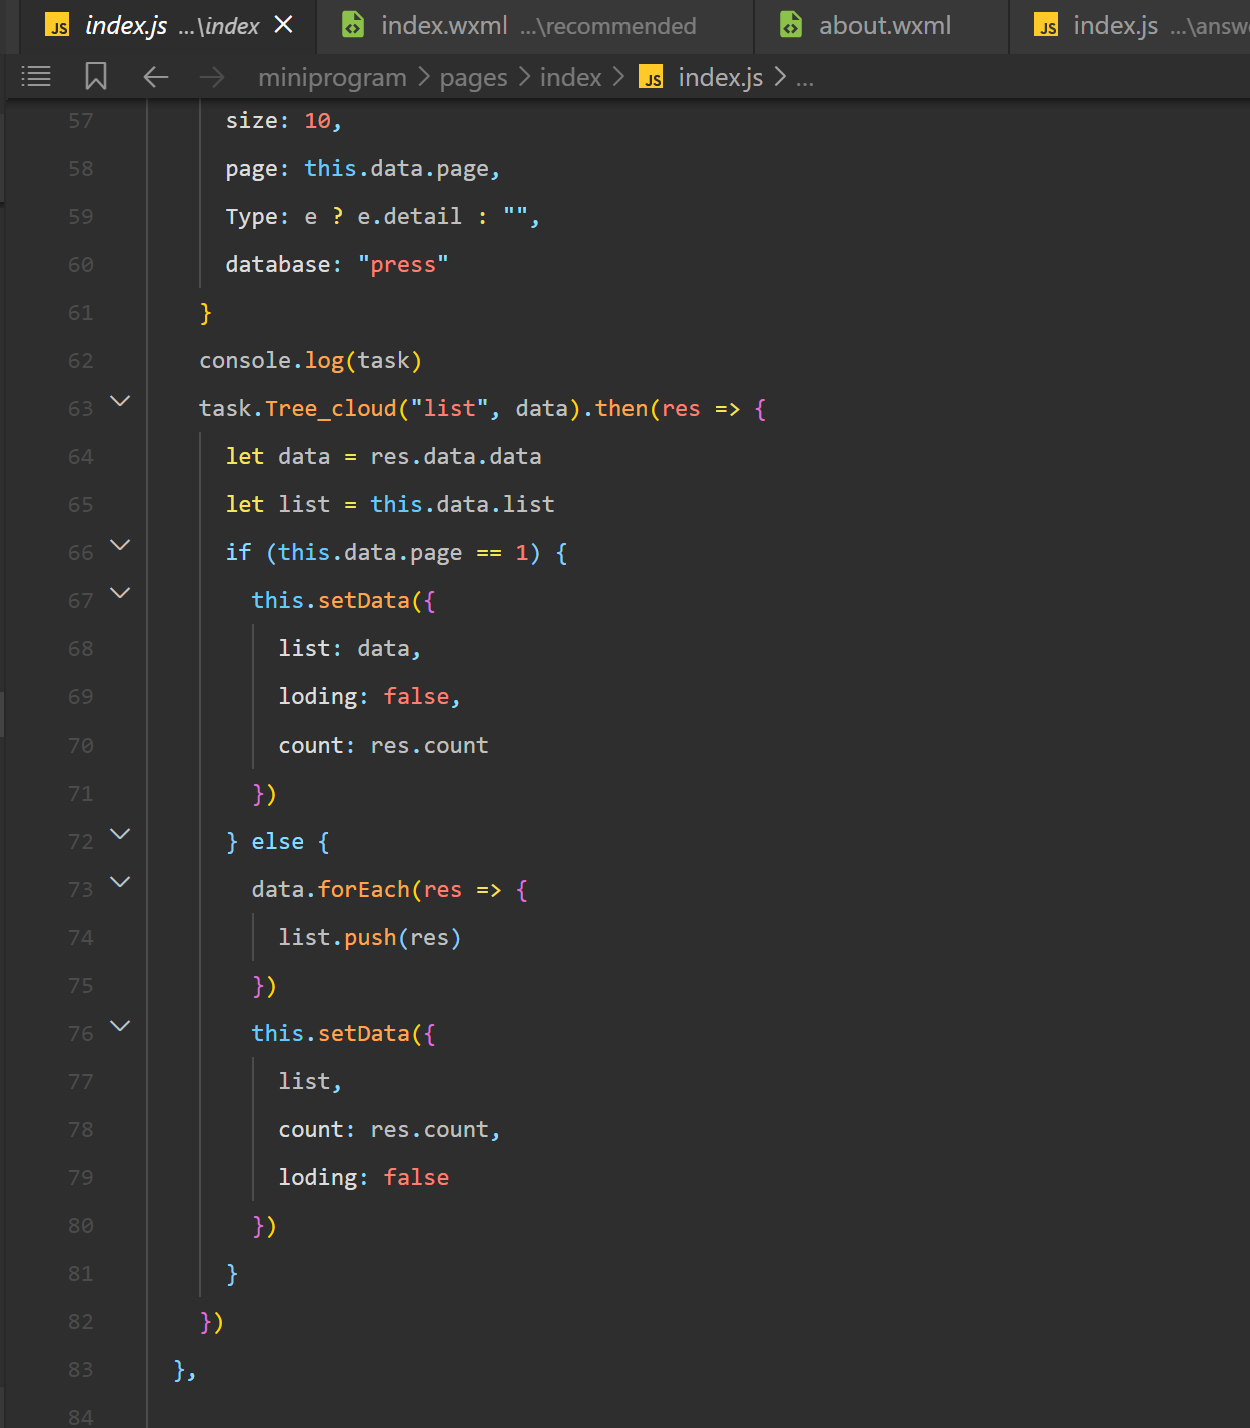 JS index.js ...\index × index.wxml ...\recommended about.wxml JS index.js ...\answ
miniprogram > pages > index > JS index.js > ...
57 size: 10,
58 page: this.data.page,
59 Type: e ? e.detail : "",
60 database: "press"
61 }
62 console.log(task)
63 task.Tree_cloud("list", data).then(res => {
64 let data = res.data.data
65 let list = this.data.list
66 if (this.data.page == 1) {
67 this.setData({
68 list: data,
69 loding: false,
70 count: res.count
71 })
72 } else {
73 data.forEach(res => {
74 list.push(res)
75 })
76 this.setData({
77 list,
78 count: res.count,
79 loding: false
80 })
81 }
82 })
83 },
84